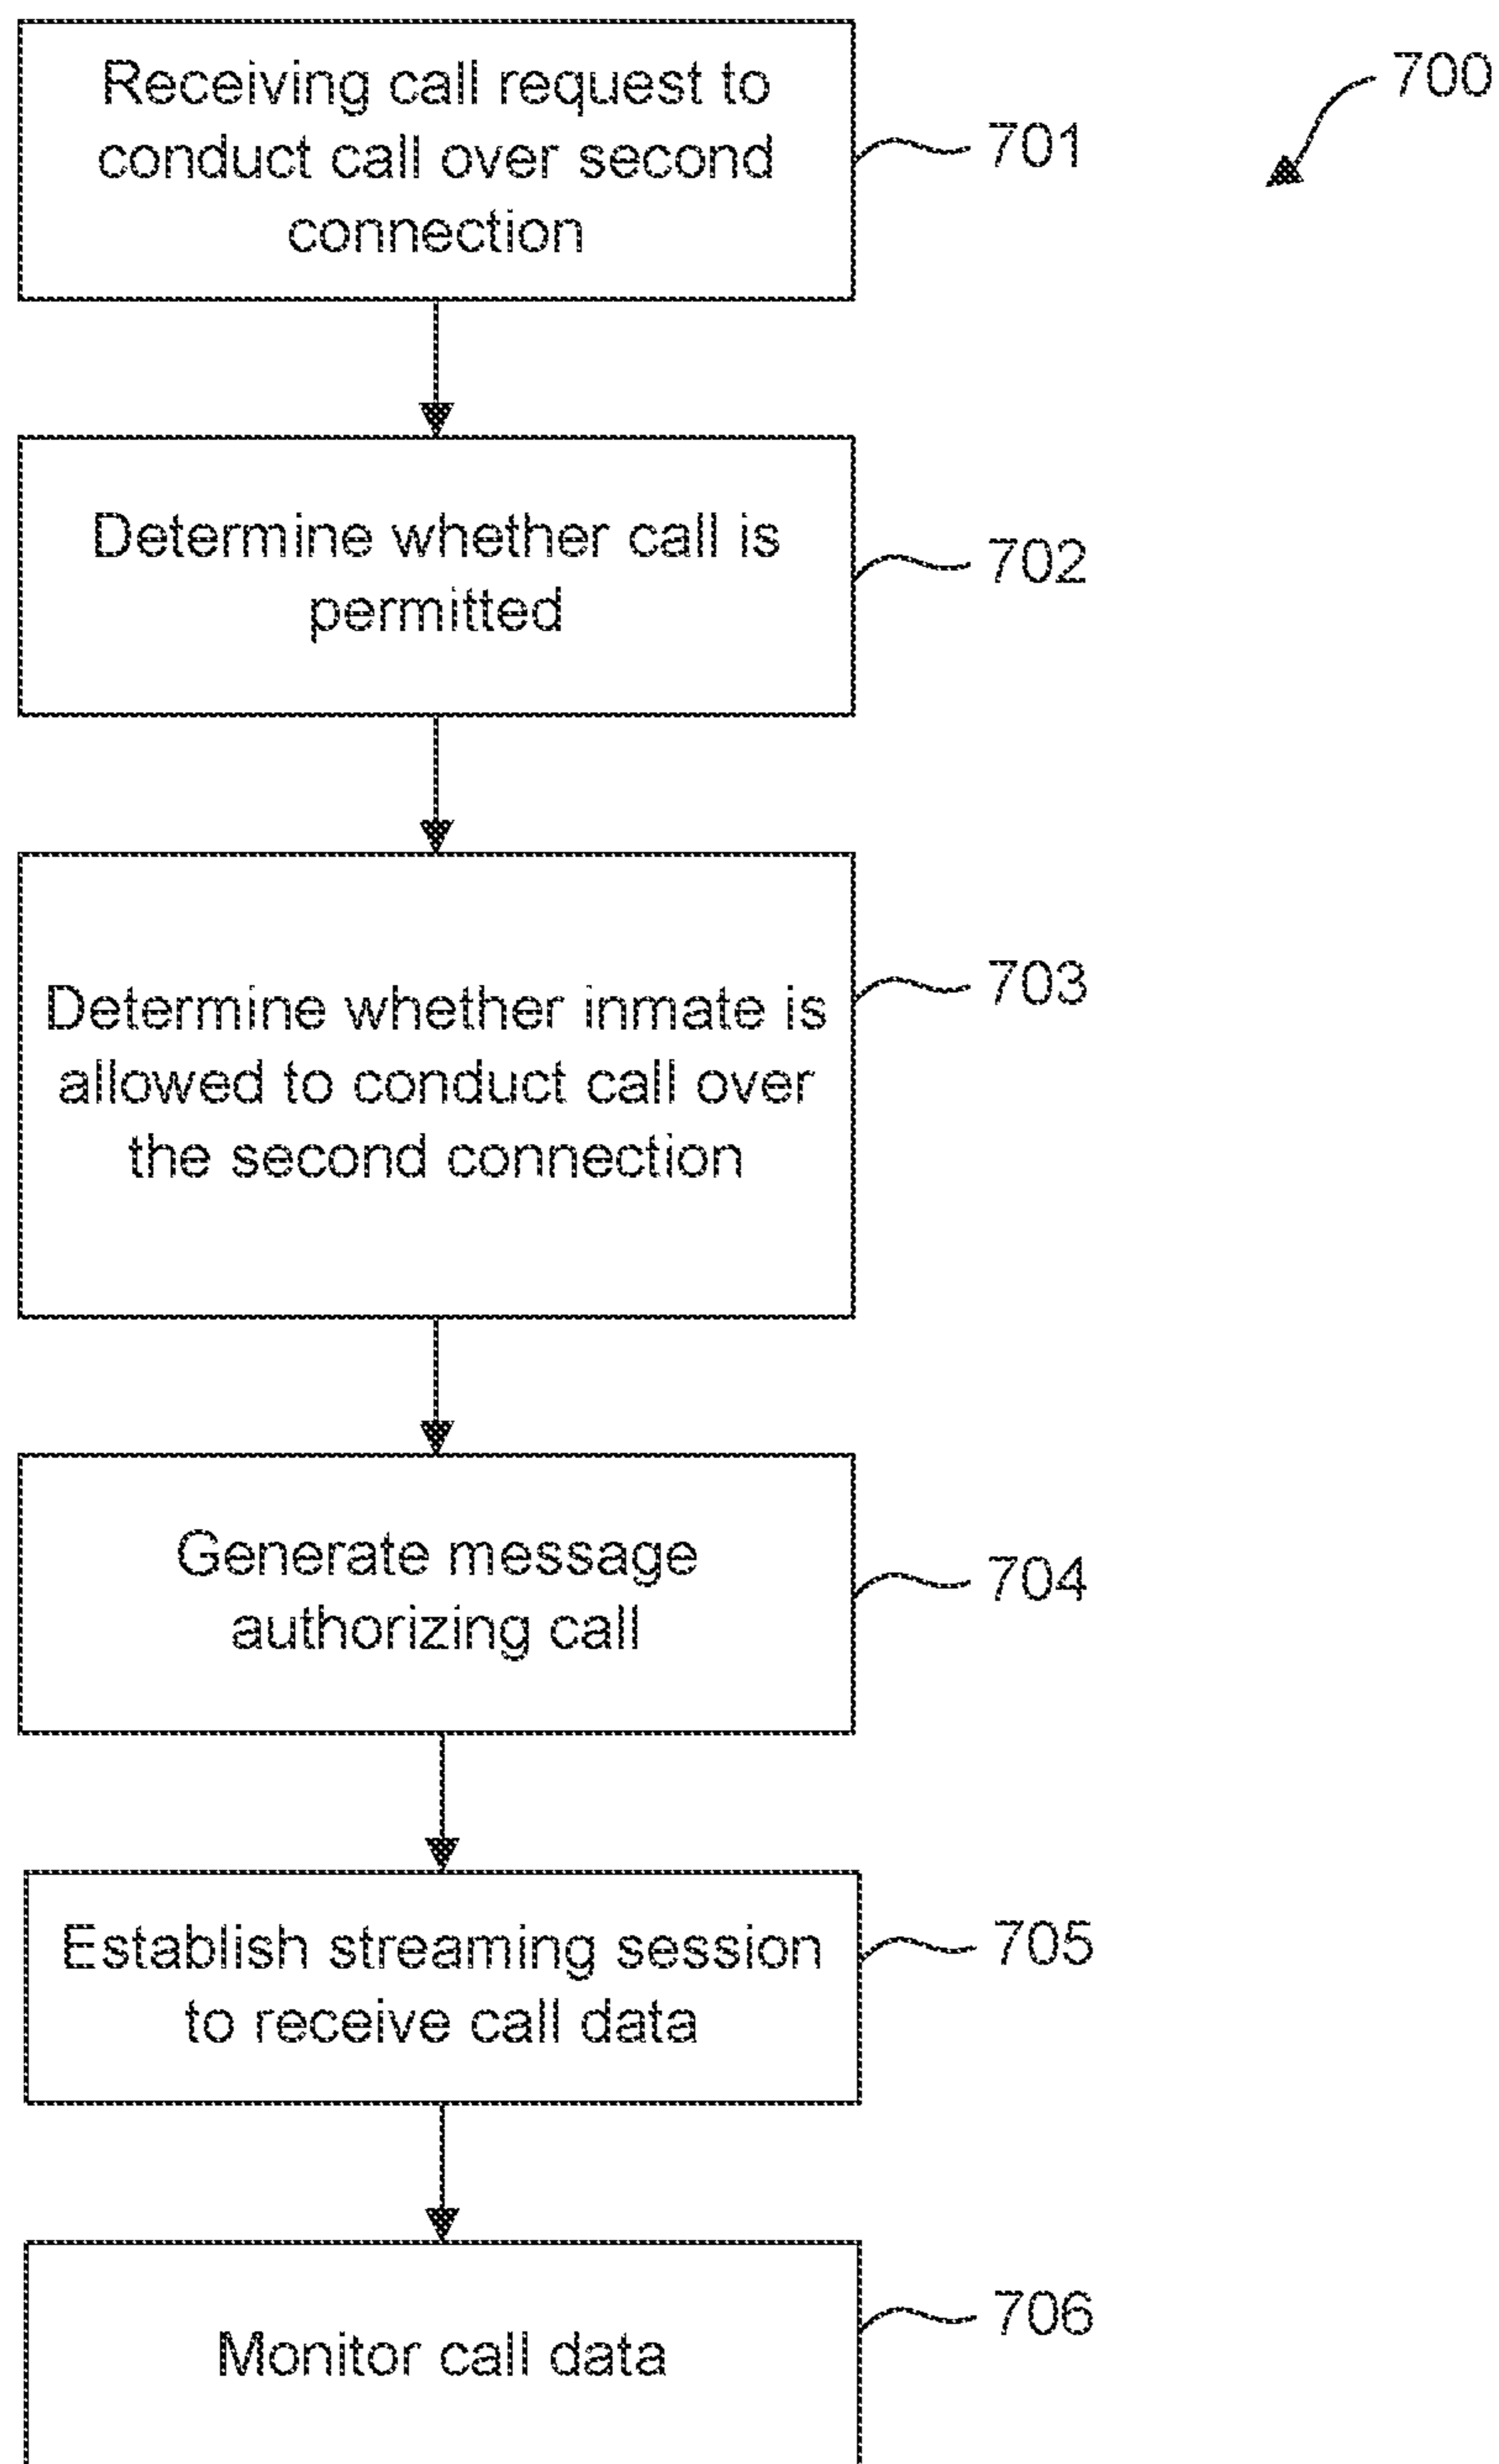 700
Receiving call request to
conduct call over second
connection
701
Determine whether call is
permitted
702
Determine whether inmate is
allowed to conduct call over
the second connection
703
Generate message
authorizing call
704
Establish streaming session
to receive call data
705
Monitor call data
706